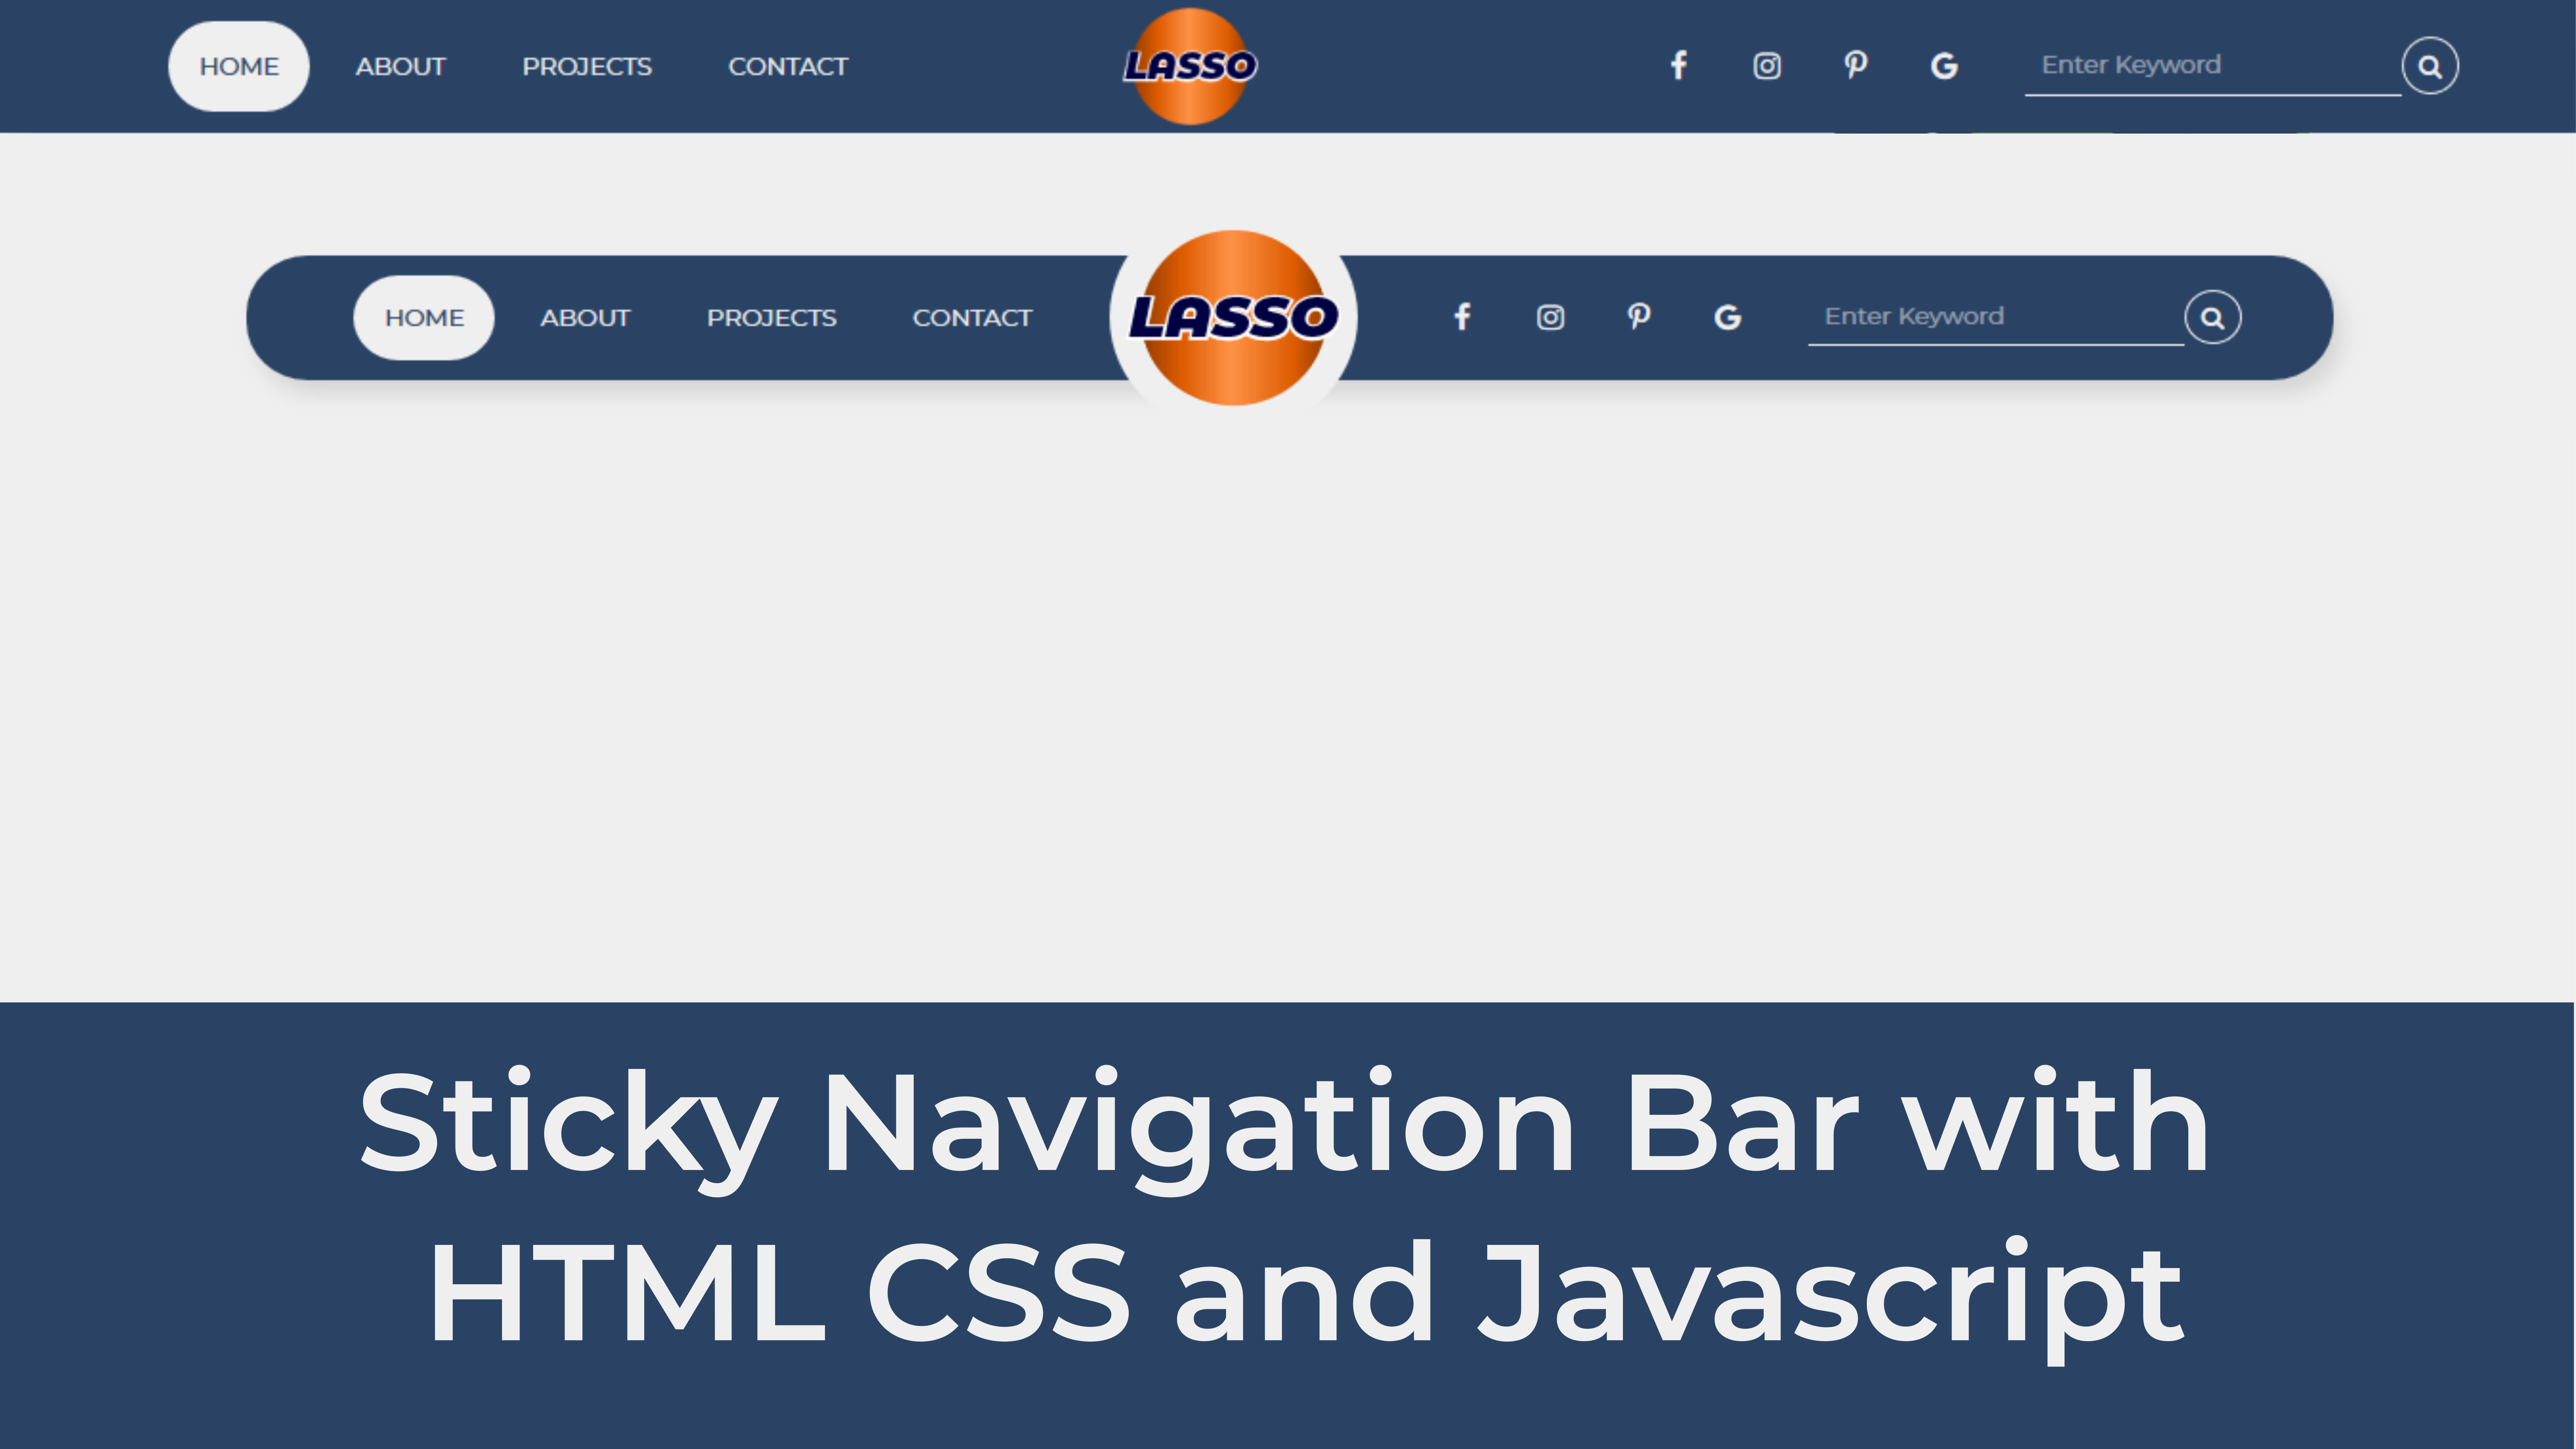 HOME ABOUT PROJECTS CONTACT LASSO Enter Keyword
HOME ABOUT PROJECTS CONTACT LASSO Enter Keyword
Sticky Navigation Bar with
HTML CSS and Javascript